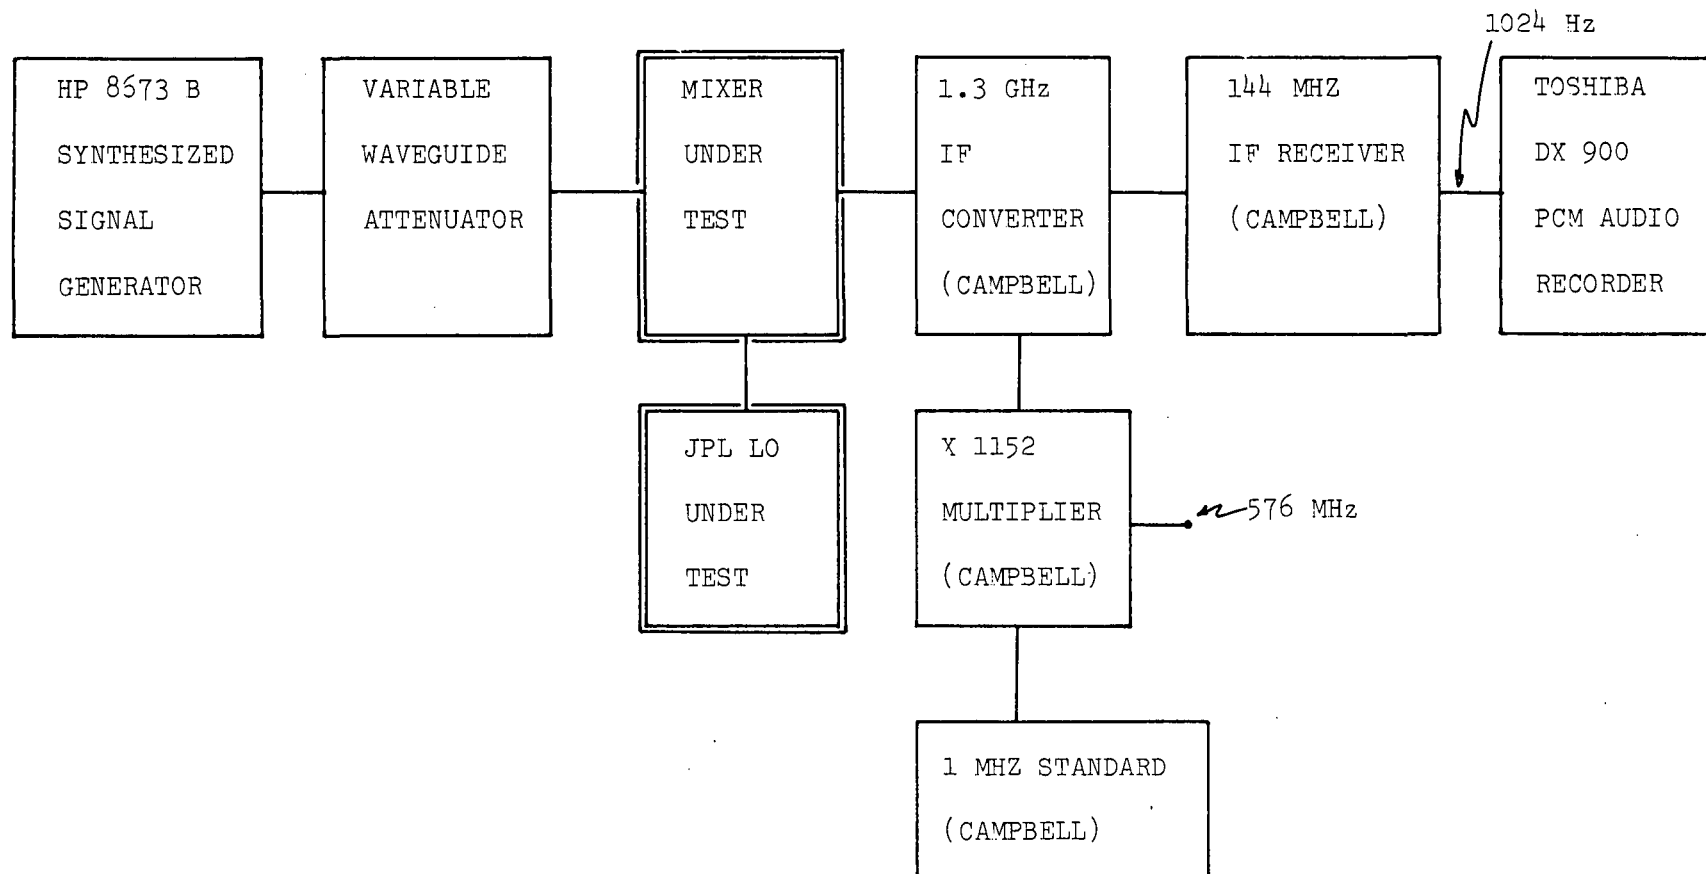 1024 Hz
HP 8673 B
SYNTHESIZED
SIGNAL
GENERATOR
VARIABLE
WAVEGUIDE
ATTENUATOR
MIXER
UNDER
TEST
1.3 GHz
IF
CONVERTER
(CAMPBELL)
144 MHZ
IF RECEIVER
(CAMPBELL)
TOSHIBA
DX 900
PCM AUDIO
RECORDER
JPL LO
UNDER
TEST
X 1152
MULTIPLIER
(CAMPBELL)
576 MHz
1 MHZ STANDARD
(CAMPBELL)